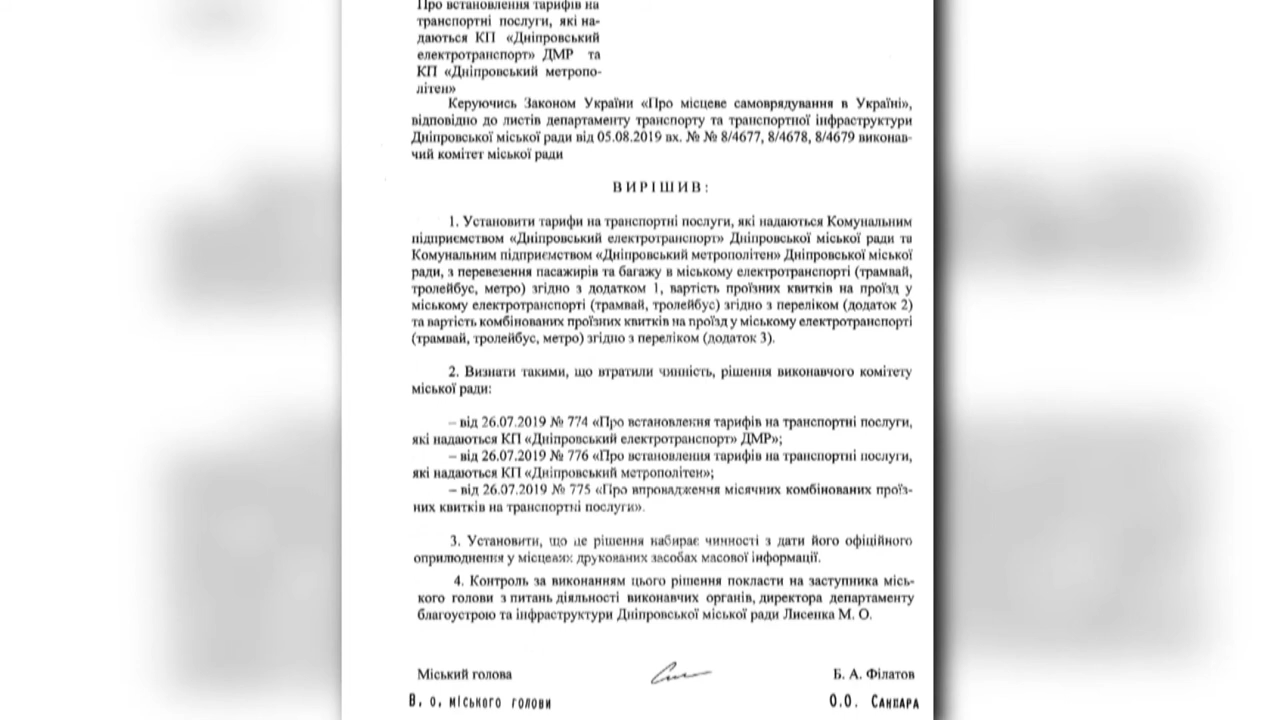 Про встановлення тарифів на
транспортні послуги, які на-
даються КП «Дніпровський
електротранспорт» ДМР та
КП «Дніпровський метропо-
літен»
Керуючись Законом України «Про місцеве самоврядування в Україні»,
відповідно до листів департаменту транспорту та транспортної інфраструктури
Дніпровської міської ради від 05.08.2019 вх. № № 8/4677, 8/4678, 8/4679 виконав-
чий комітет міської ради
В И Р І Ш И В :
1. Установити тарифи на транспортні послуги, які надаються Комунальним
підприємством «Дніпровський електротранспорт» Дніпровської міської ради та
Комунальним підприємством «Дніпровський метрополітен» Дніпровської міської
ради, з перевезення пасажирів та багажу в міському електротранспорті (трамвай,
тролейбус, метро) згідно з додатком 1, вартість проїзних квитків на проїзд у
міському електротранспорті (трамвай, тролейбус) згідно з переліком (додаток 2)
та вартість комбінованих проїзних квитків на проїзд у міському електротранспорті
(трамвай, тролейбус, метро) згідно з переліком (додаток 3).
2. Визнати такими, що втратили чинність, рішення виконавчого комітету
міської ради:
– від 26.07.2019 № 774 «Про встановлення тарифів на транспортні послуги,
які надаються КП «Дніпровський електротранспорт» ДМР»;
– від 26.07.2019 № 776 «Про встановлення тарифів на транспортні послуги,
які надаються КП «Дніпровський метрополітен»;
– від 26.07.2019 № 775 «Про впровадження місячних комбінованих проїз-
них квитків на транспортні послуги».
3. Установити, що це рішення набирає чинності з дати його офіційного
оприлюднення у місцевих друкованих засобах масової інформації.
4. Контроль за виконанням цього рішення покласти на заступника місь-
кого голови з питань діяльності виконавчих органів, директора департаменту
благоустрою та інфраструктури Дніпровської міської ради Лисенка М. О.
Міський голова Б. А. Філатов
В. о. міського голови О.О. Санжара